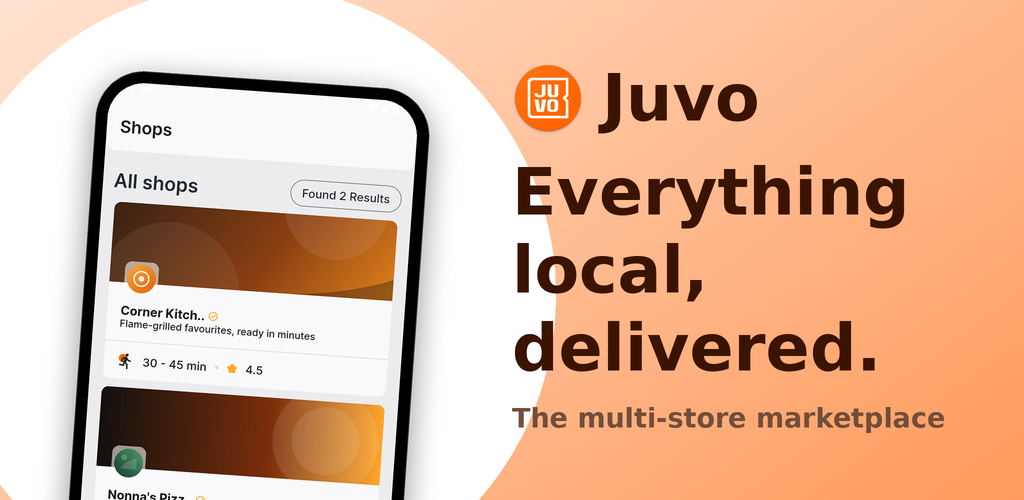 Shops
All shops
Found 2 Results
Corner Kitch..
Flame-grilled favourites, ready in minutes
30 - 45 min
4.5
Nonna's Pizz..
JU
VO
Juvo
Everything
local,
delivered.
The multi-store marketplace